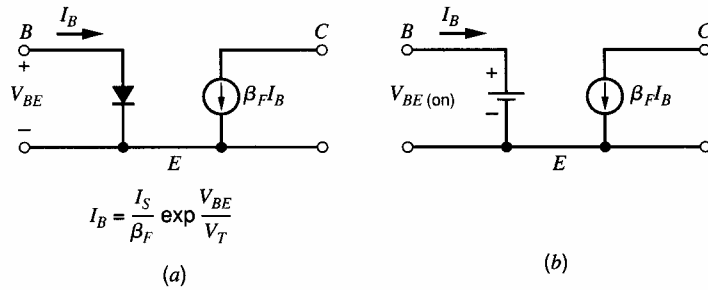 I_B
B
+
V_BE
−
C
β_F I_B
E
I_B = I_S / β_F exp V_BE / V_T
(a)
I_B
B
+
V_BE (on)
−
C
β_F I_B
E
(b)